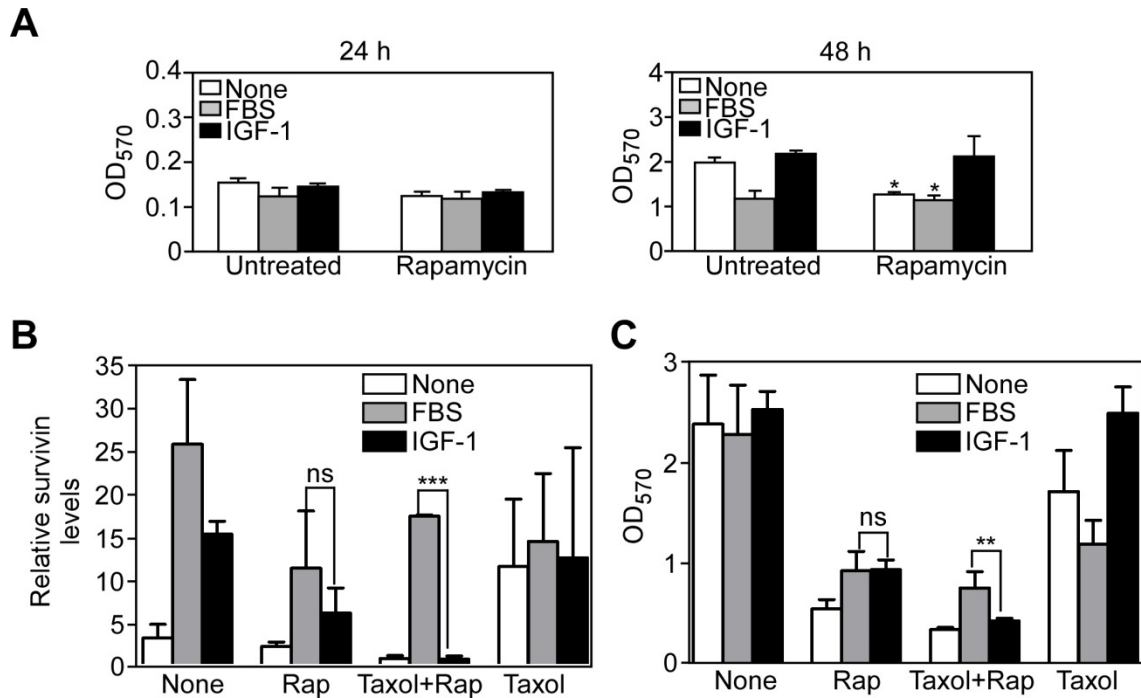 A
24 h
48 h
0.4
0.3
0.2
0.1
0
OD570
None
FBS
IGF-1
Untreated
Rapamycin
4
3
2
1
0
OD570
None
FBS
IGF-1
* *
Untreated
Rapamycin
B
35
30
25
20
15
10
5
0
Relative survivin
levels
None
FBS
IGF-1
ns
***
None
Rap
Taxol+Rap
Taxol
C
3
2
1
0
OD570
None
FBS
IGF-1
ns
**
None
Rap
Taxol+Rap
Taxol